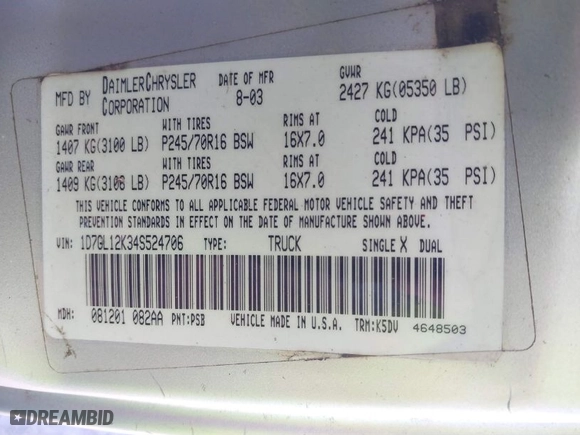 MFD BY DAIMLERCHRYSLER CORPORATION DATE OF MFR 8-03 GVWR 2427 KG(05350 LB)
GAWR FRONT WITH TIRES RIMS AT COLD
1407 KG(3100 LB) P245/70R16 BSW 16X7.0 241 KPA(35 PSI)
GAWR REAR WITH TIRES RIMS AT COLD
1409 KG(3106 LB) P245/70R16 BSW 16X7.0 241 KPA(35 PSI)
THIS VEHICLE CONFORMS TO ALL APPLICABLE FEDERAL MOTOR VEHICLE SAFETY AND THEFT
PREVENTION STANDARDS IN EFFECT ON THE DATE OF MANUFACTURE SHOWN ABOVE.
VIN: 1D7GL12K34S524706 TYPE: TRUCK SINGLE X DUAL
MDH: 081201 082AA PNT:PSB VEHICLE MADE IN U.S.A. TRM:K5DV 4648503
DREAMBID